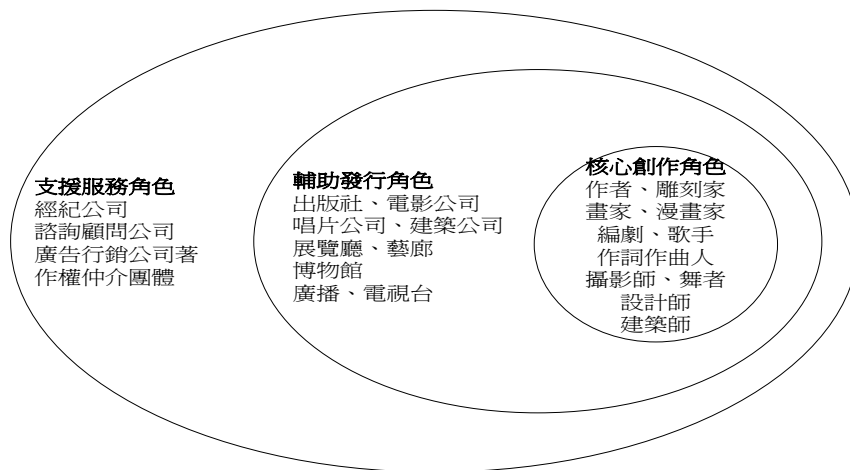 支援服務角色
經紀公司
諮詢顧問公司
廣告行銷公司著
作權仲介團體
輔助發行角色
出版社、電影公司
唱片公司、建築公司
展覽廳、藝廊
博物館
廣播、電視台
核心創作角色
作者、雕刻家
畫家、漫畫家
編劇、歌手
作詞作曲人
攝影師、舞者
設計師
建築師